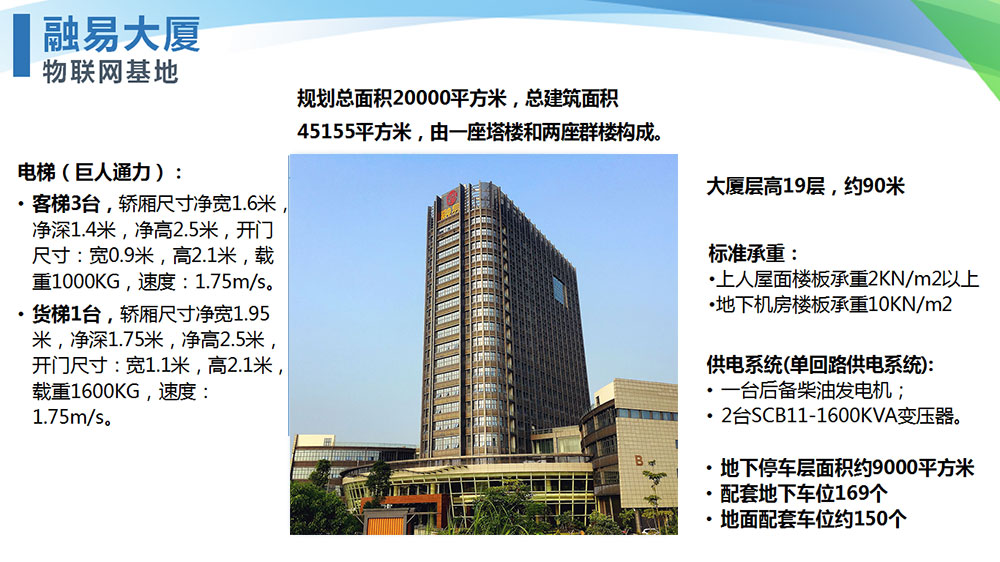 融易大厦
物联网基地
规划总面积20000平方米，总建筑面积
45155平方米，由一座塔楼和两座群楼构成。
电梯（巨人通力）：
• 客梯3台，轿厢尺寸净宽1.6米，
净深1.4米，净高2.5米，开门
尺寸：宽0.9米，高2.1米，载
重1000KG，速度：1.75m/s。
• 货梯1台，轿厢尺寸净宽1.95
米，净深1.75米，净高2.5米，
开门尺寸：宽1.1米，高2.1米，
载重1600KG，速度：
1.75m/s。
融易
B
大厦层高19层，约90米
标准承重：
•上人屋面楼板承重2KN/m2以上
•地下机房楼板承重10KN/m2
供电系统(单回路供电系统):
• 一台后备柴油发电机；
• 2台SCB11-1600KVA变压器。
• 地下停车层面积约9000平方米
• 配套地下车位169个
• 地面配套车位约150个